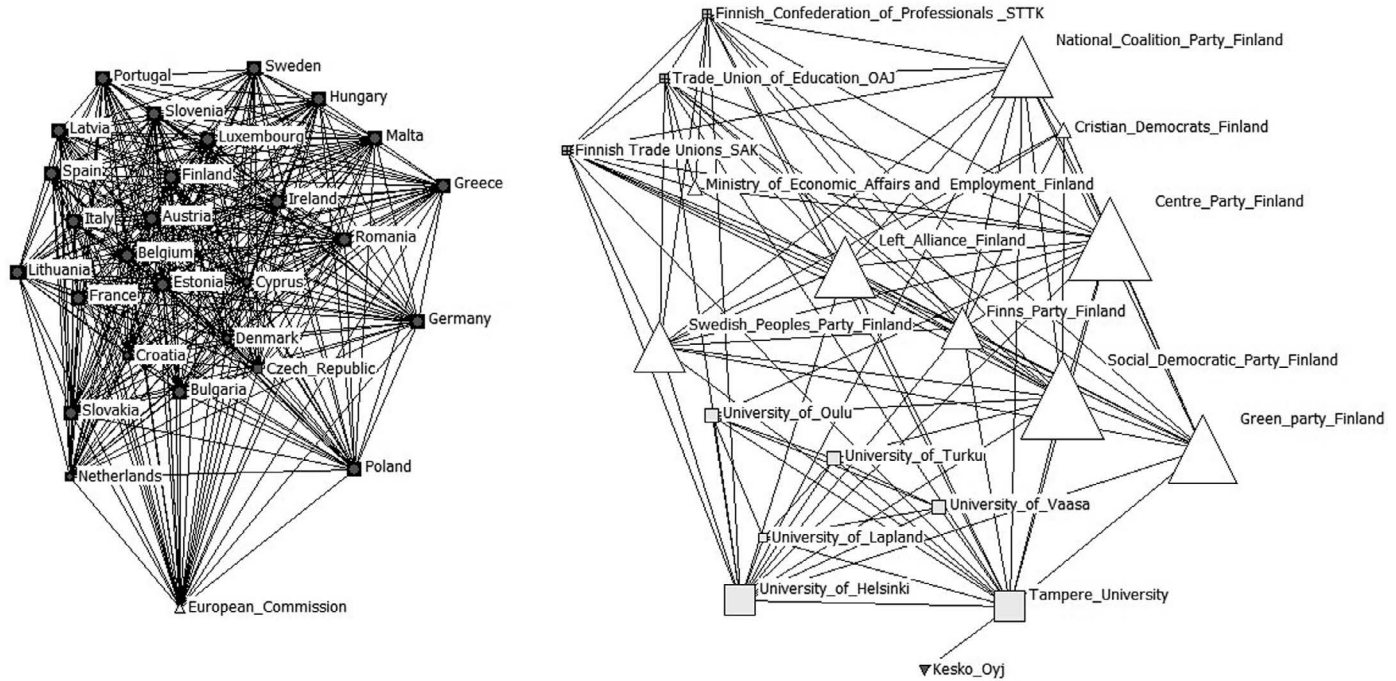 Sweden
Portugal
Hungary
Slovenia
Latvia
Luxembourg
Malta
Spain
Finland
Greece
Ireland
Italy
Austria
Romania
Belgium
Lithuania
Estonia
Cyprus
France
Germany
Denmark
Croatia
Czech_Republic
Bulgaria
Slovakia
Poland
Netherlands
European_Commission
Finnish_Confederation_of_Professionals _STTK
National_Coalition_Party_Finland
Trade_Union_of_Education_OAJ
Cristian_Democrats_Finland
Finnish Trade Unions_SAK
Ministry_of_Economic_Affairs and_Employment_Finland
Centre_Party_Finland
Left_Alliance_Finland
Finns_Party_Finland
Swedish_Peoples_Party_Finland
Social_Democratic_Party_Finland
University_of_Oulu
Green_party_Finland
University_of_Turku
University_of_Vaasa
University_of_Lapland
University_of_Helsinki
Tampere_University
Kesko_Oyj